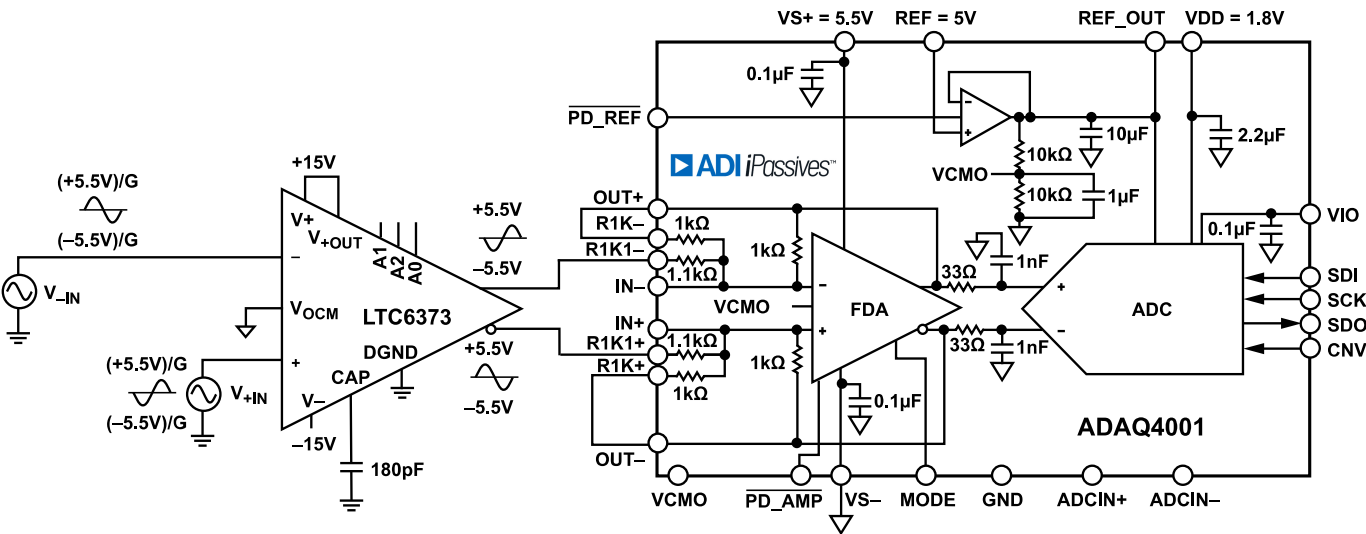 VS+ = 5.5V REF = 5V REF_OUT VDD = 1.8V
0.1µF
PD_REF
10µF
2.2µF
10kΩ
ADI iPassives™
VCMO
10kΩ
1µF
+15V
(+5.5V)/G
(–5.5V)/G
V+
V+OUT
A1
A2
A0
+5.5V
–5.5V
OUT+
R1K–
1kΩ
R1K1–
1.1kΩ
IN–
1kΩ
VCMO
VIO
0.1µF
–
V–IN
VOCM
LTC6373
DGND
+
CAP
V–
–15V
180pF
(+5.5V)/G
(–5.5V)/G
V+IN
+5.5V
–5.5V
IN+
1.1kΩ
R1K1+
R1K+
1kΩ
1kΩ
OUT–
–
FDA
+
33Ω
1nF
33Ω
1nF
0.1µF
+
ADC
–
SDI
SCK
SDO
CNV
ADAQ4001
VCMO PD_AMP VS– MODE GND ADCIN+ ADCIN–